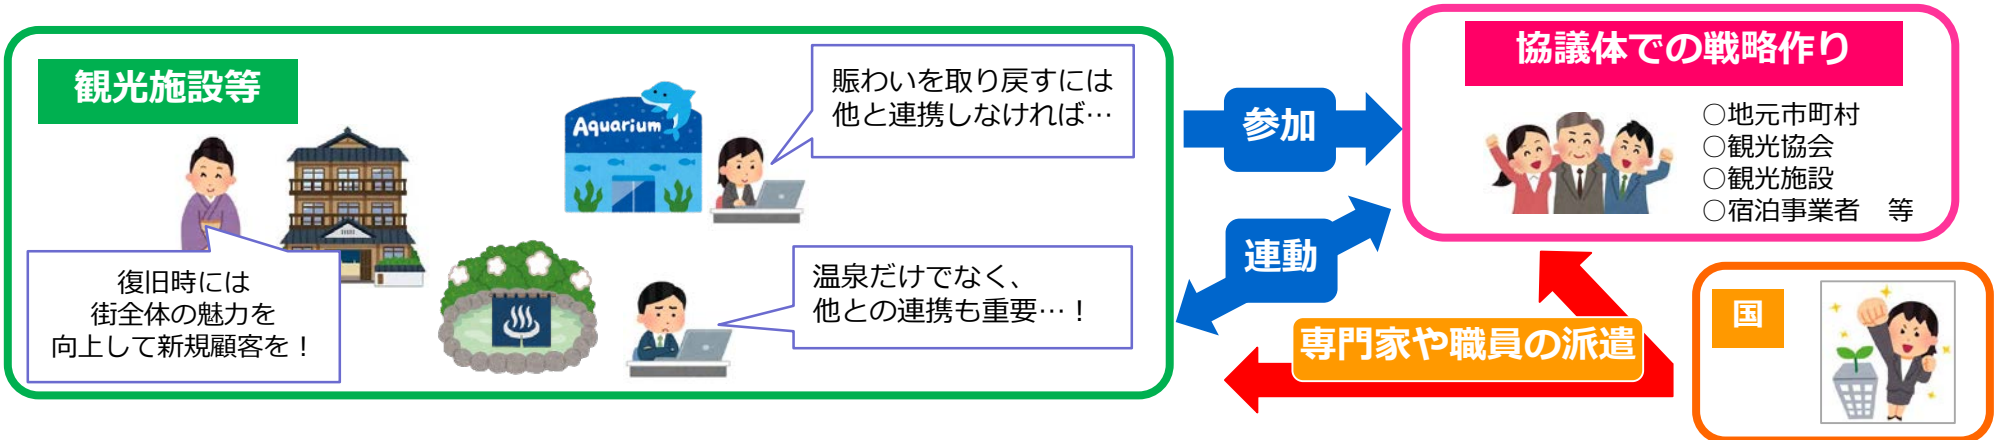 観光施設等
Aquarium
賑わいを取り戻すには
他と連携しなければ…
復旧時には
街全体の魅力を
向上して新規顧客を！
温泉だけでなく、
他との連携も重要…！
参加
連動
協議体での戦略作り
○地元市町村
○観光協会
○観光施設
○宿泊事業者　等
専門家や職員の派遣
国